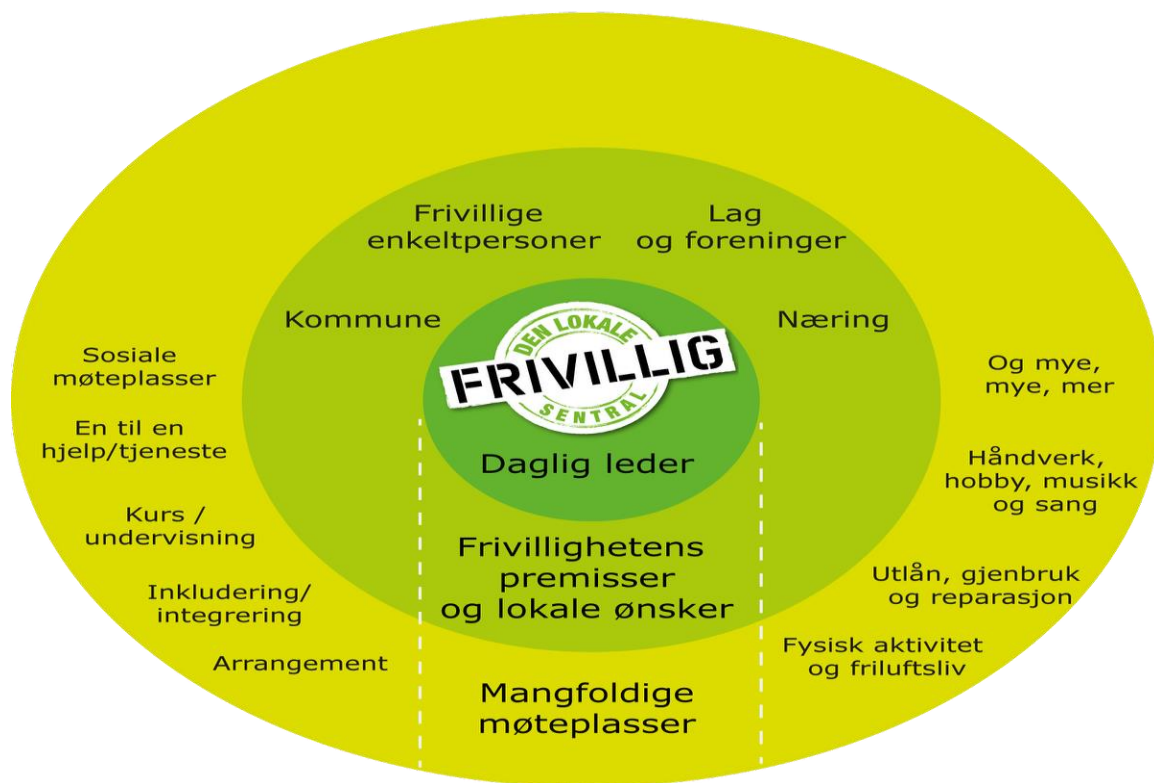 Frivillige
enkeltpersoner
Lag
og foreninger
Kommune
Næring
DEN LOKALE
FRIVILLIG
SENTRAL
Daglig leder
Frivillighetens
premisser
og lokale ønsker
Mangfoldige
møteplasser
Sosiale
møteplasser
En til en
hjelp/tjeneste
Kurs /
undervisning
Inkludering/
integrering
Arrangement
Og mye,
mye, mer
Håndverk,
hobby, musikk
og sang
Utlån, gjenbruk
og reparasjon
Fysisk aktivitet
og friluftsliv